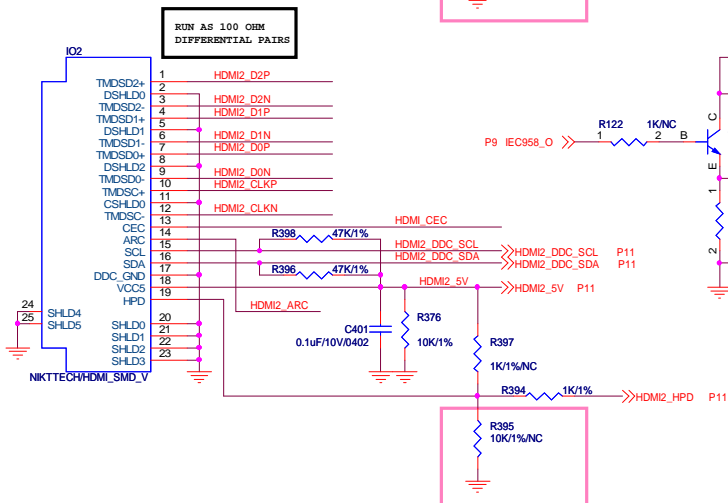 RUN AS 100 OHM
DIFFERENTIAL PAIRS
IO2
TMDSD2+ 1 HDMI2_D2P
DSHLD0 2
TMDSD2- 3 HDMI2_D2N
TMDSD1+ 4 HDMI2_D1P
DSHLD1 5
TMDSD1- 6 HDMI2_D1N
TMDSD0+ 7 HDMI2_D0P
DSHLD2 8
TMDSD0- 9 HDMI2_D0N
TMDSC+ 10 HDMI2_CLKP
CSHLD0 11
TMDSC- 12 HDMI2_CLKN
CEC 13 HDMI_CEC
ARC 14
SCL 15 HDMI2_DDC_SCL HDMI2_DDC_SCL P11
SDA 16 HDMI2_DDC_SDA HDMI2_DDC_SDA P11
DDC_GND 17
VCC5 18 HDMI2_5V HDMI2_5V P11
HPD 19
R398 47K/1%
R396 47K/1%
HDMI2_ARC
24 SHLD4
25 SHLD5
SHLD0 20
SHLD1 21
SHLD2 22
SHLD3 23
NIKTTECH/HDMI_SMD_V
C401
0.1uF/10V/0402
R376
10K/1%
R397
1K/1%/NC
R394 1K/1%
HDMI2_HPD P11
R395
10K/1%/NC
P9 IEC958_O
R122 1K/NC
1 2 B
C
E
1
2